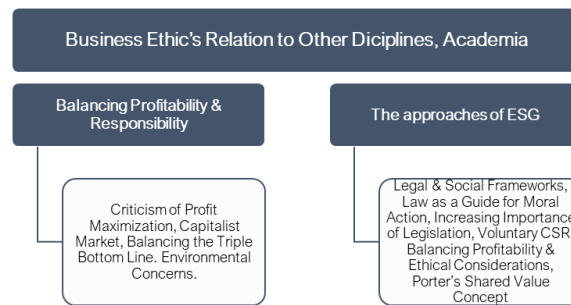 Business Ethic's Relation to Other Diciplines, Academia
Balancing Profitability &
Responsibility
Criticism of Profit
Maximization, Capitalist
Market, Balancing the Triple
Bottom Line. Environmental
Concerns.
The approaches of ESG
Legal & Social Frameworks,
Law as a Guide for Moral
Action, Increasing Importance
of Legislation, Voluntary CSR,
Balancing Profitability &
Ethical Considerations,
Porter's Shared Value
Concept